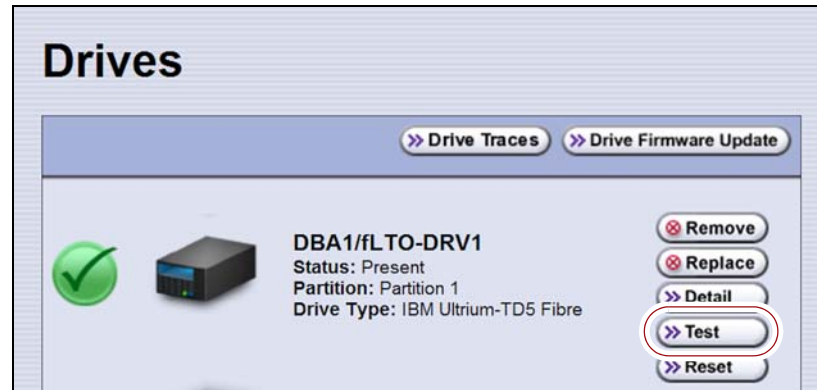 Drives
Drive Traces
Drive Firmware Update
DBA1/fLTO-DRV1
Status: Present
Partition: Partition 1
Drive Type: IBM Ultrium-TD5 Fibre
Remove
Replace
Detail
Test
Reset